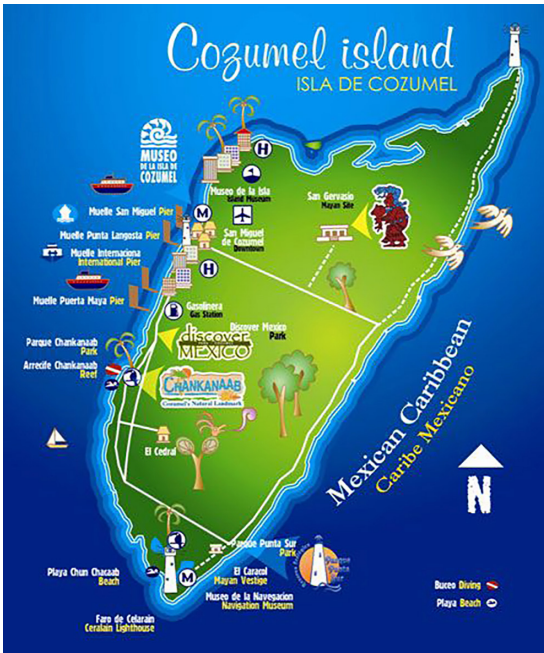 Cozumel island
ISLA DE COZUMEL
MUSEO
DE LA ISLA DE
COZUMEL
H
Museo de la Isla
Island Museum
San Gervasio
Mayan Site
Muelle San Miguel Pier
M
San Miguel
de Cozumel
Downtown
Muelle Punta Langosta Pier
Muelle Internaciona
International Pier
H
Muelle Puerta Maya Pier
Gasolinera
Gas Station
Discover Mexico
Park
discover
MEXICO
Parque Chankanaab
Park
Arrecife Chankanaab
Reef
CHANKANAAB
Cozumel's Natural Landmark
Mexican Caribbean
Caribe Mexicano
El Cedral
N
Parque Punta Sur
Park
El Caracol
Mayan Vestige
Playa Chun Chacaab
Beach
M
Museo de la Navegacion
Navigation Museum
Faro de Celarain
Ceralain Lighthouse
Buceo Diving
Playa Beach